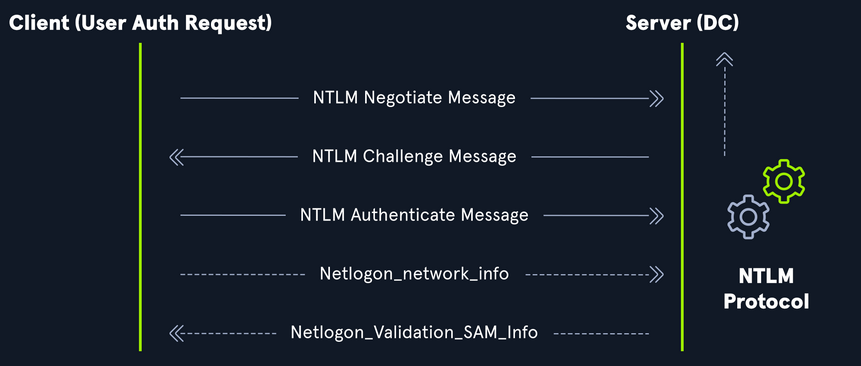 Client (User Auth Request)
Server (DC)
NTLM Negotiate Message
NTLM Challenge Message
NTLM Authenticate Message
Netlogon_network_info
Netlogon_Validation_SAM_Info
NTLM
Protocol